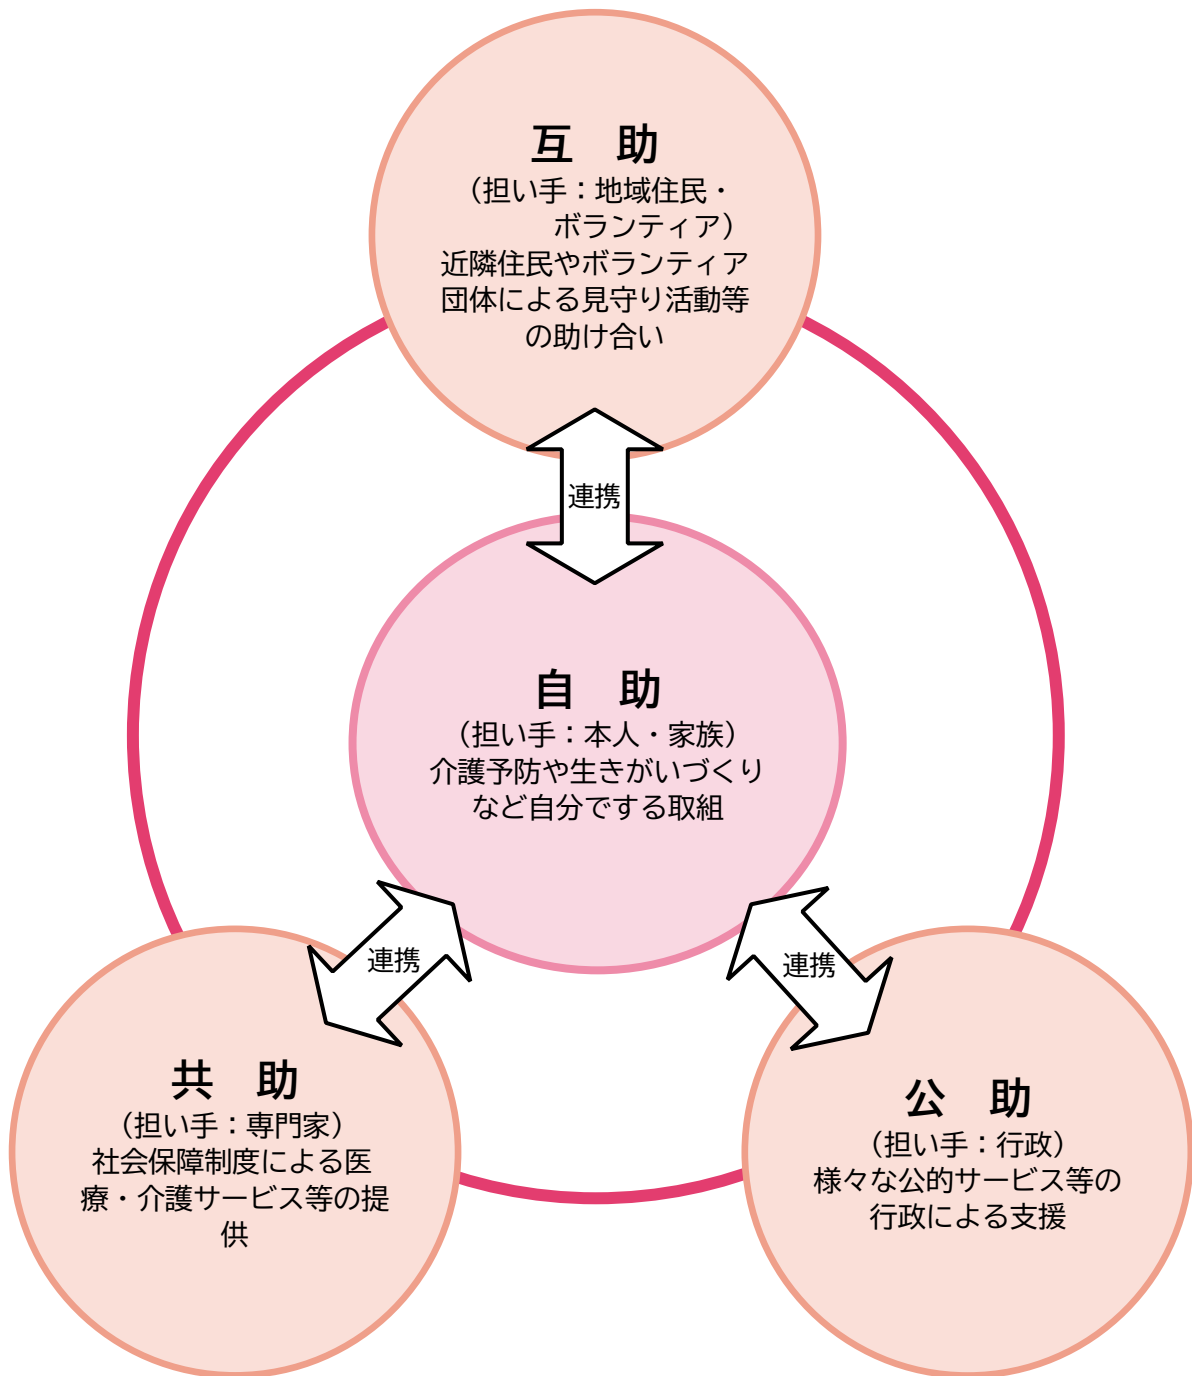 互　助
（担い手：地域住民・
ボランティア）
近隣住民やボランティア
団体による見守り活動等
の助け合い
連携
自　助
（担い手：本人・家族）
介護予防や生きがいづくり
など自分でする取組
連携
連携
共　助
（担い手：専門家）
社会保障制度による医
療・介護サービス等の提
供
公　助
（担い手：行政）
様々な公的サービス等の
行政による支援